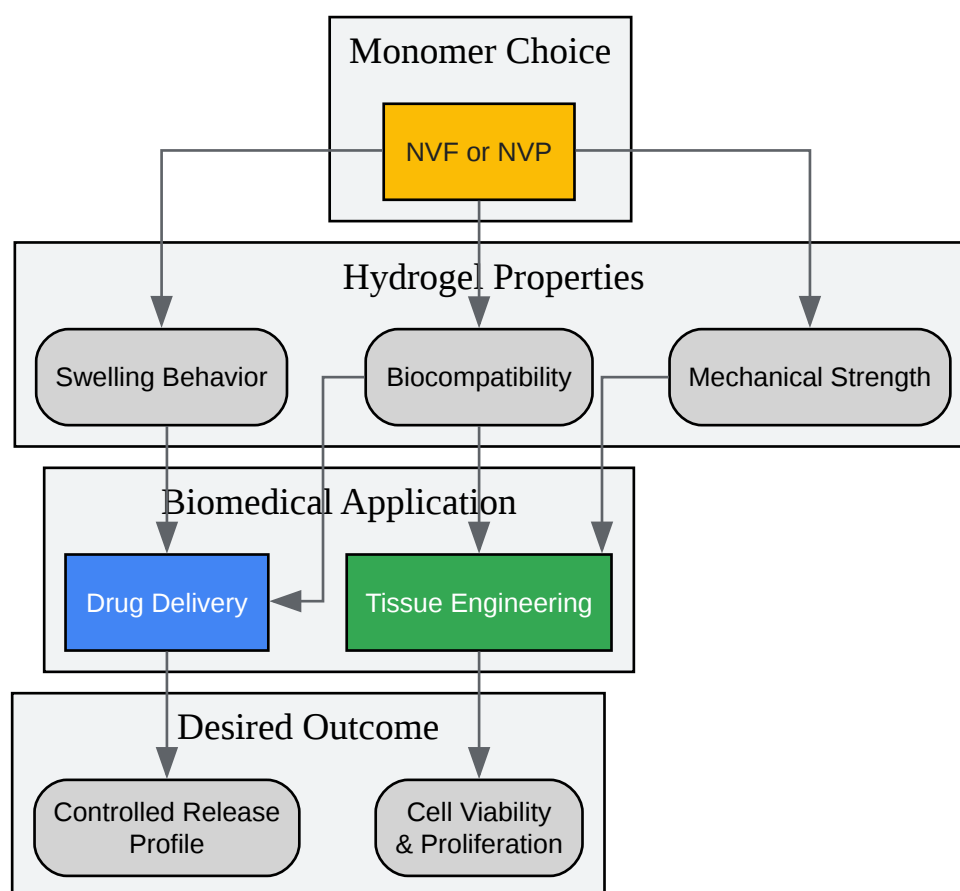 Monomer Choice
NVF or NVP
Hydrogel Properties
Swelling Behavior
Biocompatibility
Mechanical Strength
Biomedical Application
Drug Delivery
Tissue Engineering
Desired Outcome
Controlled Release
Profile
Cell Viability
& Proliferation